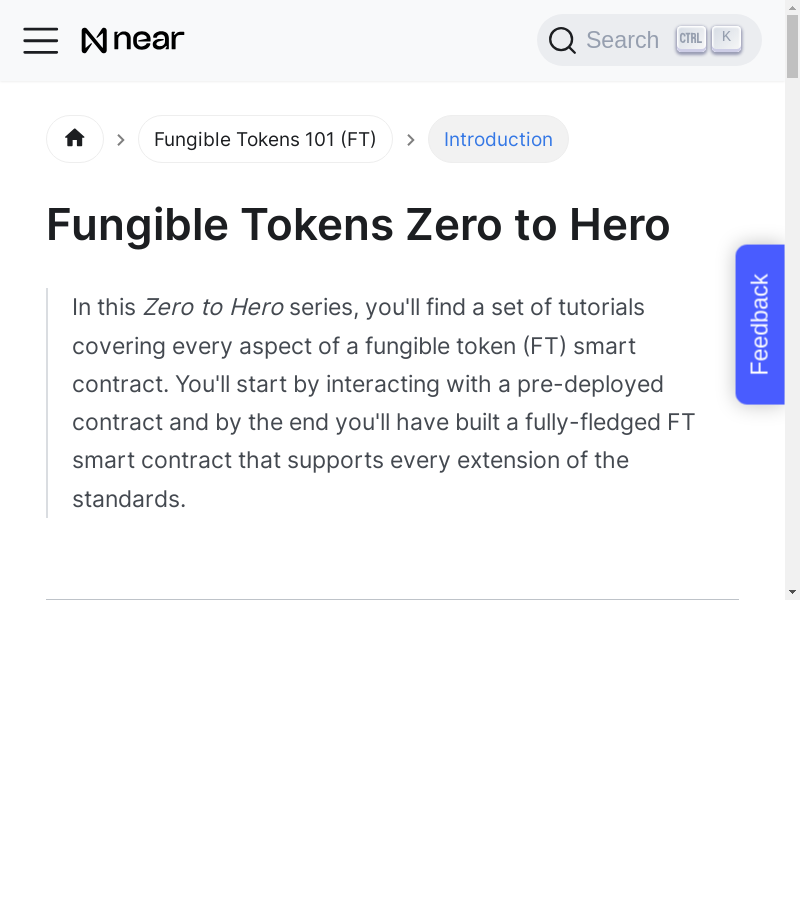 near
Search CTRL K
Fungible Tokens 101 (FT) Introduction
Fungible Tokens Zero to Hero
In this Zero to Hero series, you'll find a set of tutorials
covering every aspect of a fungible token (FT) smart
contract. You'll start by interacting with a pre-deployed
contract and by the end you'll have built a fully-fledged FT
smart contract that supports every extension of the
standards.
Feedback